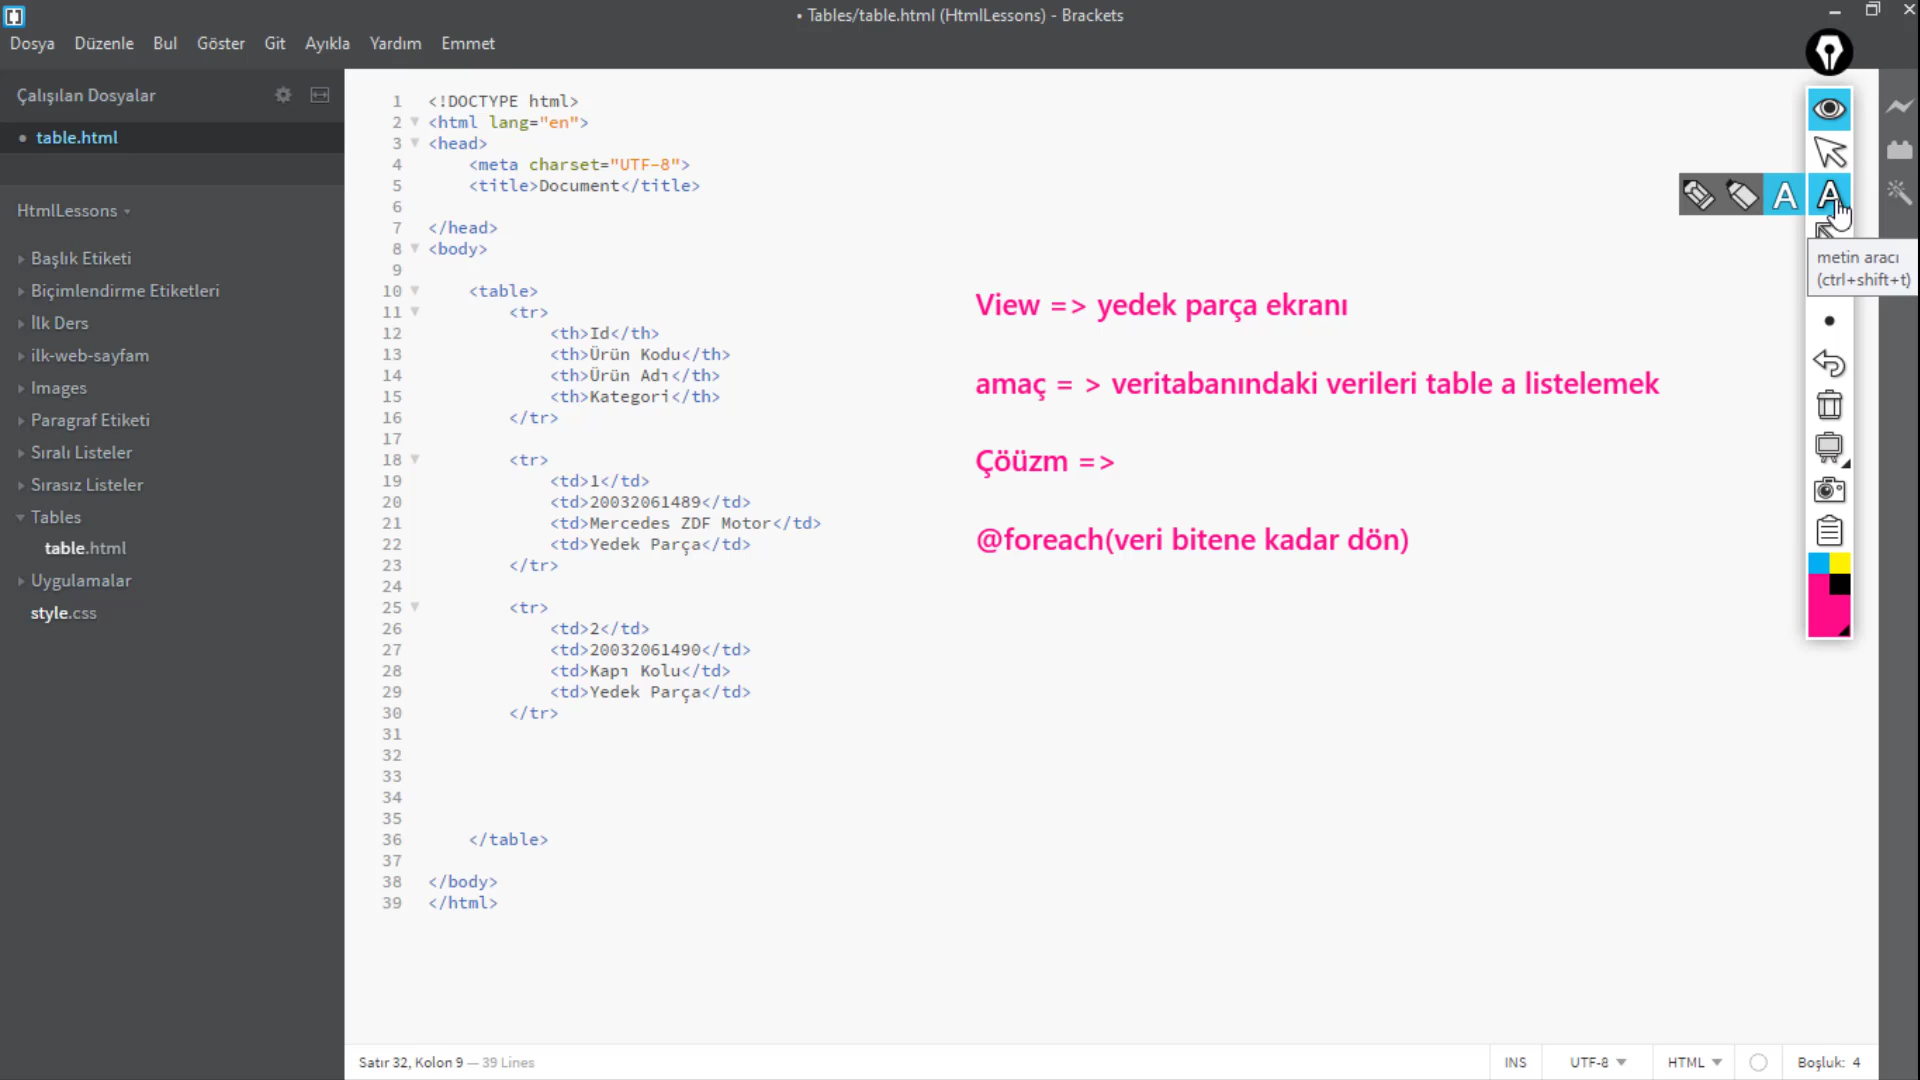 • Tables/table.html (HtmlLessons) - Brackets
Dosya Düzenle Bul Göster Git Ayıkla Yardım Emmet
Çalışılan Dosyalar
• table.html
HtmlLessons
Başlık Etiketi
Biçimlendirme Etiketleri
İlk Ders
ilk-web-sayfam
Images
Paragraf Etiketi
Sıralı Listeler
Sırasız Listeler
Tables
table.html
Uygulamalar
style.css
1 <!DOCTYPE html>
2 <html lang="en">
3 <head>
4 <meta charset="UTF-8">
5 <title>Document</title>
6
7 </head>
8 <body>
9
10 <table>
11 <tr>
12 <th>Id</th>
13 <th>Ürün Kodu</th>
14 <th>Ürün Adı</th>
15 <th>Kategori</th>
16 </tr>
17
18 <tr>
19 <td>1</td>
20 <td>20032061489</td>
21 <td>Mercedes ZDF Motor</td>
22 <td>Yedek Parça</td>
23 </tr>
24
25 <tr>
26 <td>2</td>
27 <td>20032061490</td>
28 <td>Kapı Kolu</td>
29 <td>Yedek Parça</td>
30 </tr>
31
32
33
34
35
36 </table>
37
38 </body>
39 </html>
View => yedek parça ekranı
amaç = > veritabanındaki verileri table a listelemek
Çöüzm =>
@foreach(veri bitene kadar dön)
A A
metin aracı
(ctrl+shift+t)
Satır 32, Kolon 9 — 39 Lines
INS UTF-8 HTML Boşluk: 4